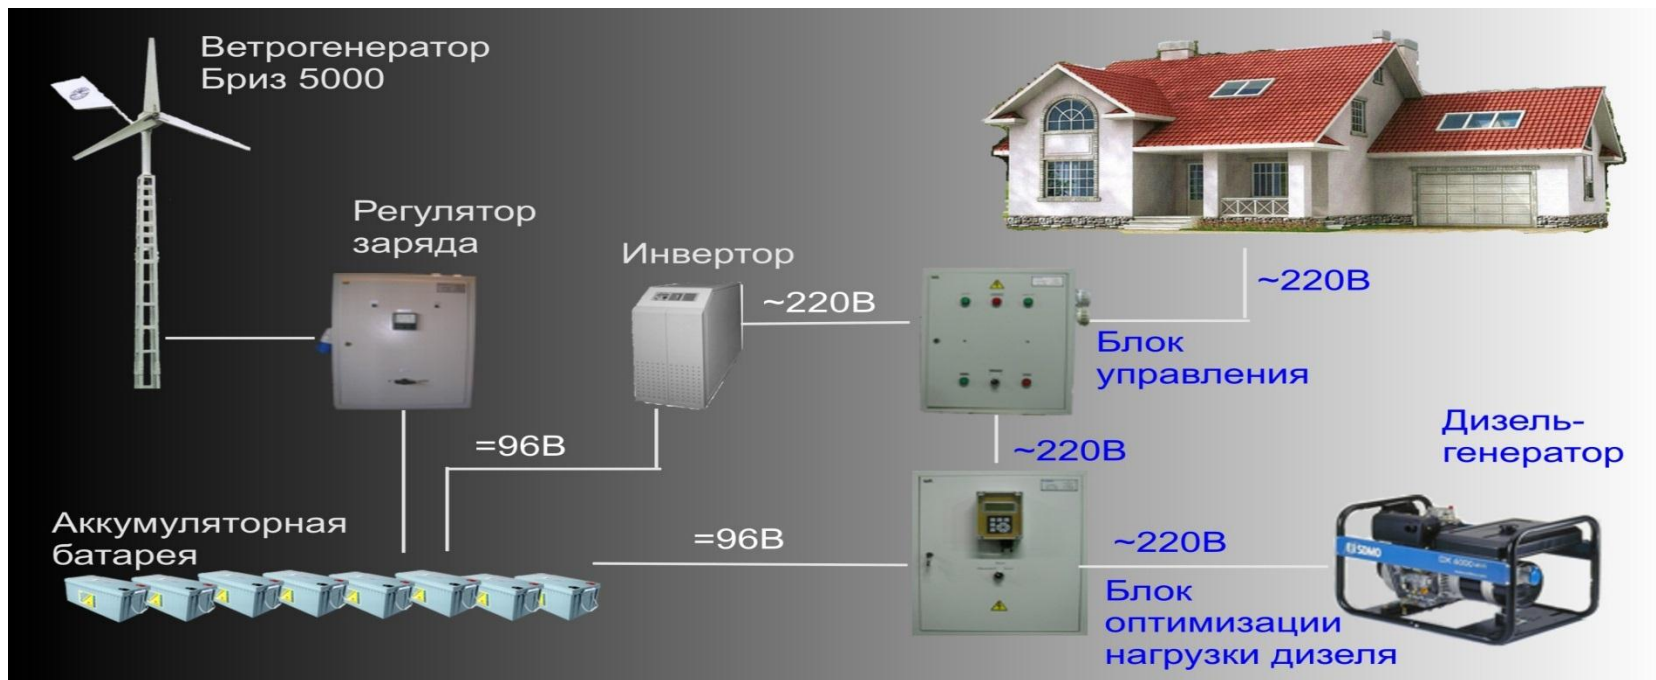 Ветрогенератор
Бриз 5000
Регулятор
заряда
Инвертор
~220В
~220В
Блок
управления
=96В
~220В
Дизель-
генератор
Аккумуляторная
батарея
=96В
~220В
SDMO
Блок
оптимизации
нагрузки дизеля